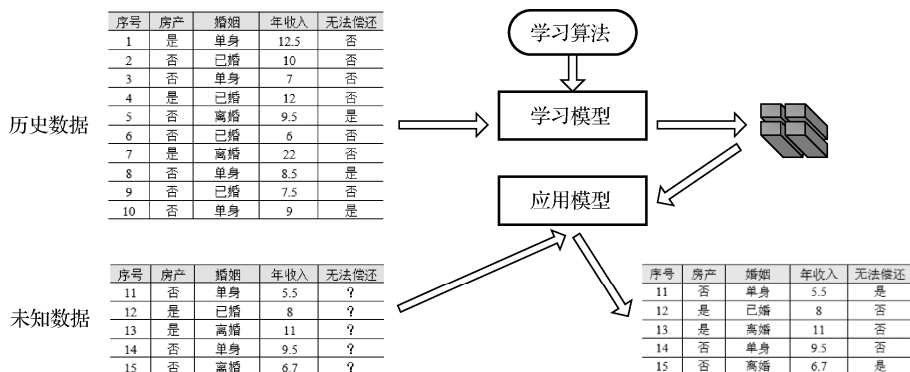 序号 房产 婚姻 年收入 无法偿还
1 是 单身 12.5 否
2 否 已婚 10 否
3 否 单身 7 否
4 是 已婚 12 否
5 否 离婚 9.5 是
6 否 已婚 6 否
7 是 离婚 22 否
8 否 单身 8.5 是
9 否 已婚 7.5 否
10 否 单身 9 是
历史数据
学习算法
学习模型
应用模型
未知数据
序号 房产 婚姻 年收入 无法偿还
11 否 单身 5.5 ?
12 是 已婚 8 ?
13 是 离婚 11 ?
14 否 单身 9.5 ?
15 否 离婚 6.7 ?
序号 房产 婚姻 年收入 无法偿还
11 否 单身 5.5 是
12 是 已婚 8 否
13 是 离婚 11 否
14 否 单身 9.5 否
15 否 离婚 6.7 是